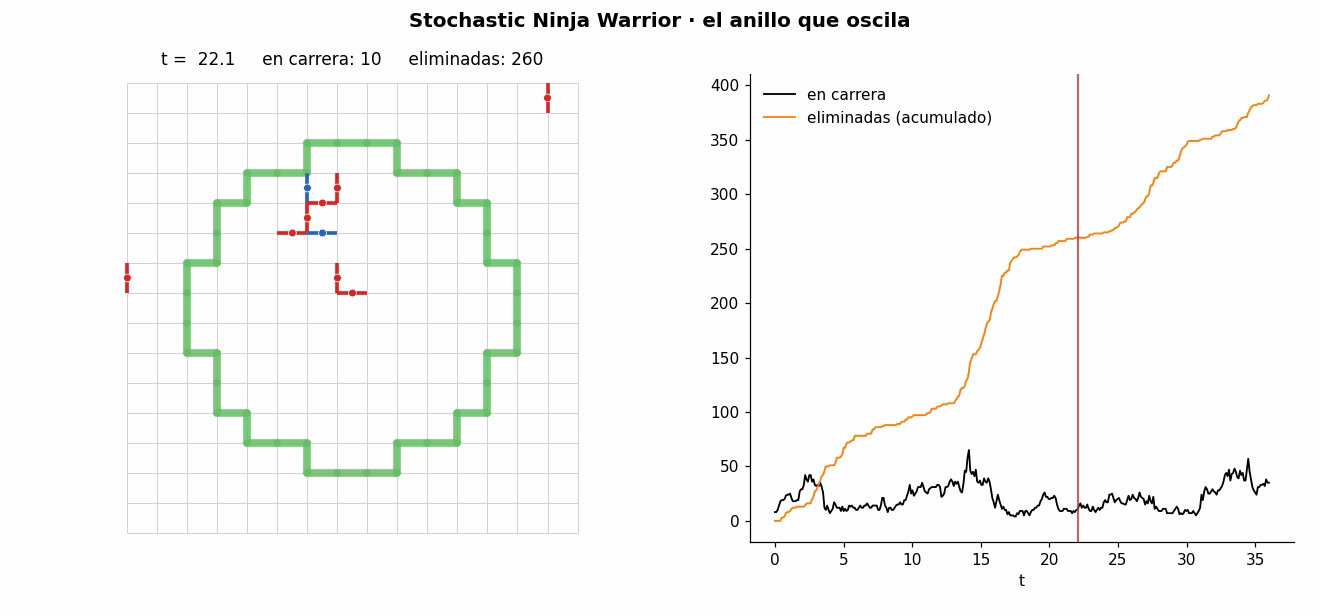 Stochastic Ninja Warrior · el anillo que oscila
t =  22.1     en carrera: 10     eliminadas: 260
en carrera
eliminadas (acumulado)
400
350
300
250
200
150
100
50
0
0 5 10 15 20 25 30 35
t